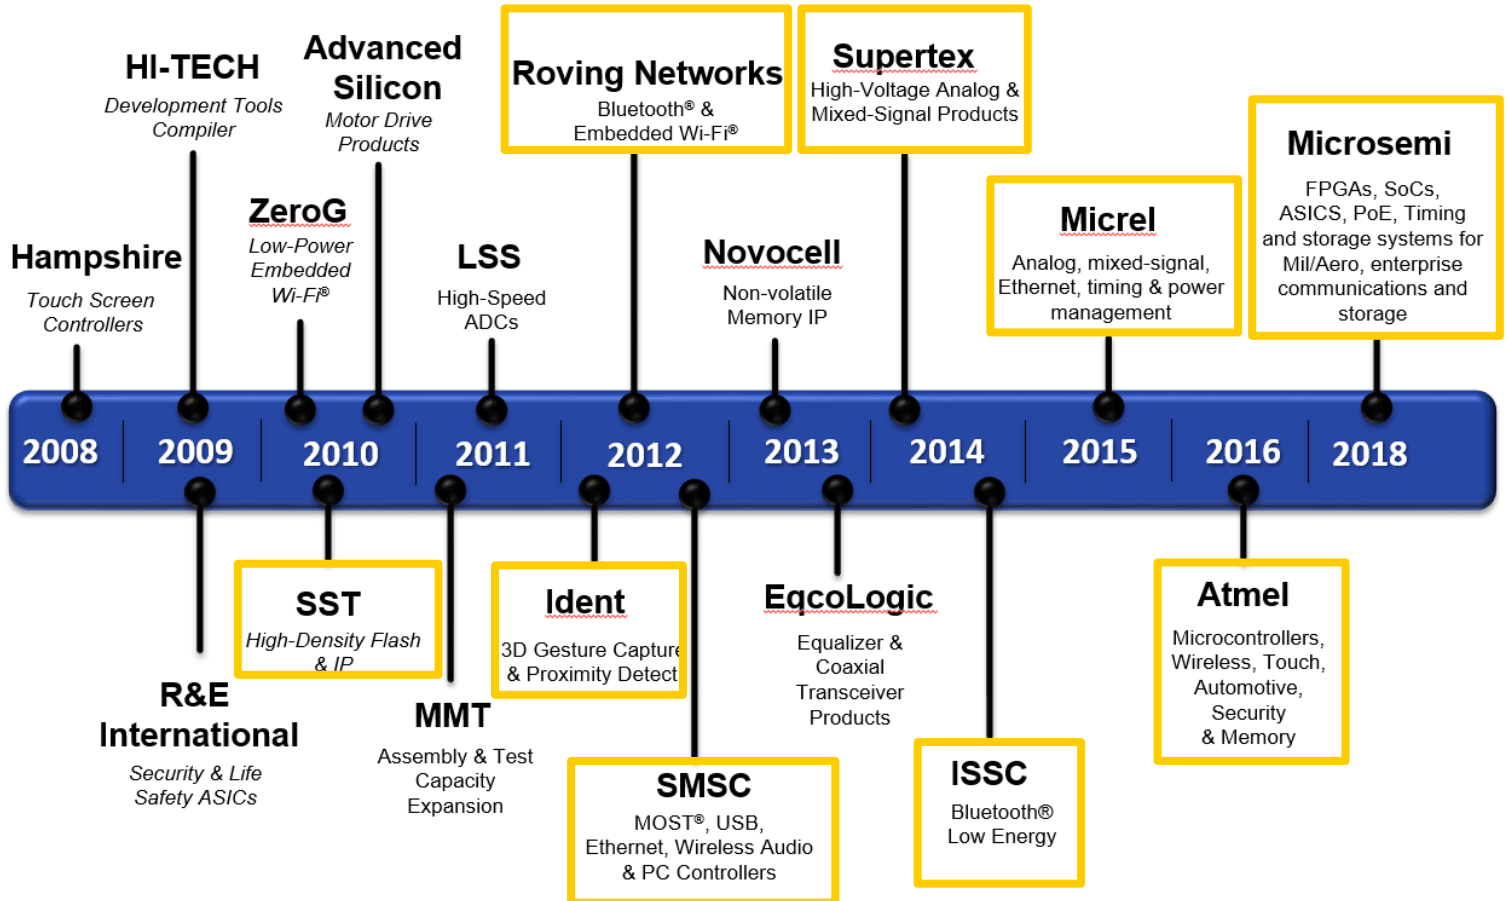 HI-TECH
Development Tools
Compiler
Advanced
Silicon
Motor Drive
Products
Roving Networks
Bluetooth® &
Embedded Wi-Fi®
Supertex
High-Voltage Analog &
Mixed-Signal Products
Microsemi
FPGAs, SoCs,
ASICS, PoE, Timing
and storage systems for
Mil/Aero, enterprise
communications and
storage
Hampshire
Touch Screen
Controllers
ZeroG
Low-Power
Embedded
Wi-Fi®
LSS
High-Speed
ADCs
Novocell
Non-volatile
Memory IP
Micrel
Analog, mixed-signal,
Ethernet, timing & power
management
2008
2009
2010
2011
2012
2013
2014
2015
2016
2018
R&E
International
Security & Life
Safety ASICs
SST
High-Density Flash
& IP
MMT
Assembly & Test
Capacity
Expansion
Ident
3D Gesture Capture
& Proximity Detect
SMSC
MOST®, USB,
Ethernet, Wireless Audio
& PC Controllers
EqcoLogic
Equalizer &
Coaxial
Transceiver
Products
ISSC
Bluetooth®
Low Energy
Atmel
Microcontrollers,
Wireless, Touch,
Automotive,
Security
& Memory